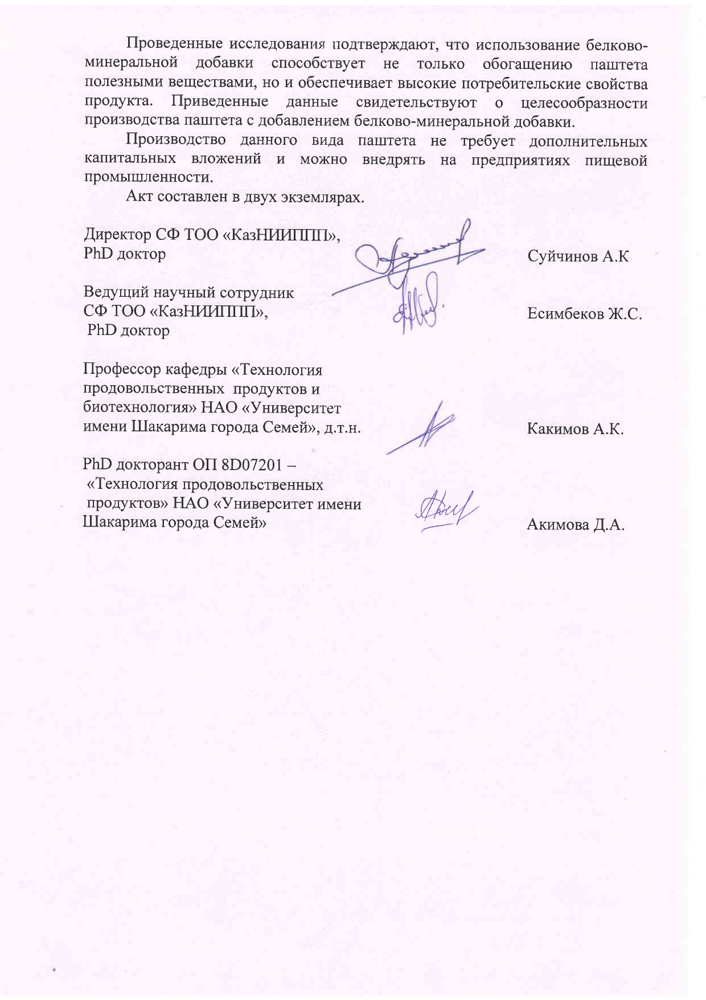 Проведенные исследования подтверждают, что использование белково-
минеральной добавки способствует не только обогащению паштета
полезными веществами, но и обеспечивает высокие потребительские свойства
продукта. Приведенные данные свидетельствуют о целесообразности
производства паштета с добавлением белково-минеральной добавки.
Производство данного вида паштета не требует дополнительных
капитальных вложений и можно внедрять на предприятиях пищевой
промышленности.
Акт составлен в двух экземлярах.
Директор СФ ТОО «КазНИИППП»,
PhD доктор Суйчинов А.К
Ведущий научный сотрудник
СФ ТОО «КазНИИППП», Есимбеков Ж.С.
PhD доктор
Профессор кафедры «Технология
продовольственных продуктов и
биотехнология» НАО «Университет
имени Шакарима города Семей», д.т.н. Какимов А.К.
PhD докторант ОП 8D07201 –
«Технология продовольственных
продуктов» НАО «Университет имени
Шакарима города Семей» Акимова Д.А.